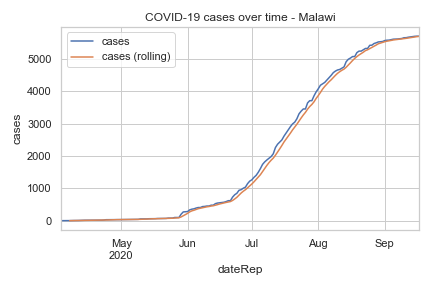 COVID-19 cases over time - Malawi
cases
cases (rolling)
5000
4000
3000
2000
1000
0
cases
May
2020
Jun
Jul
Aug
Sep
dateRep